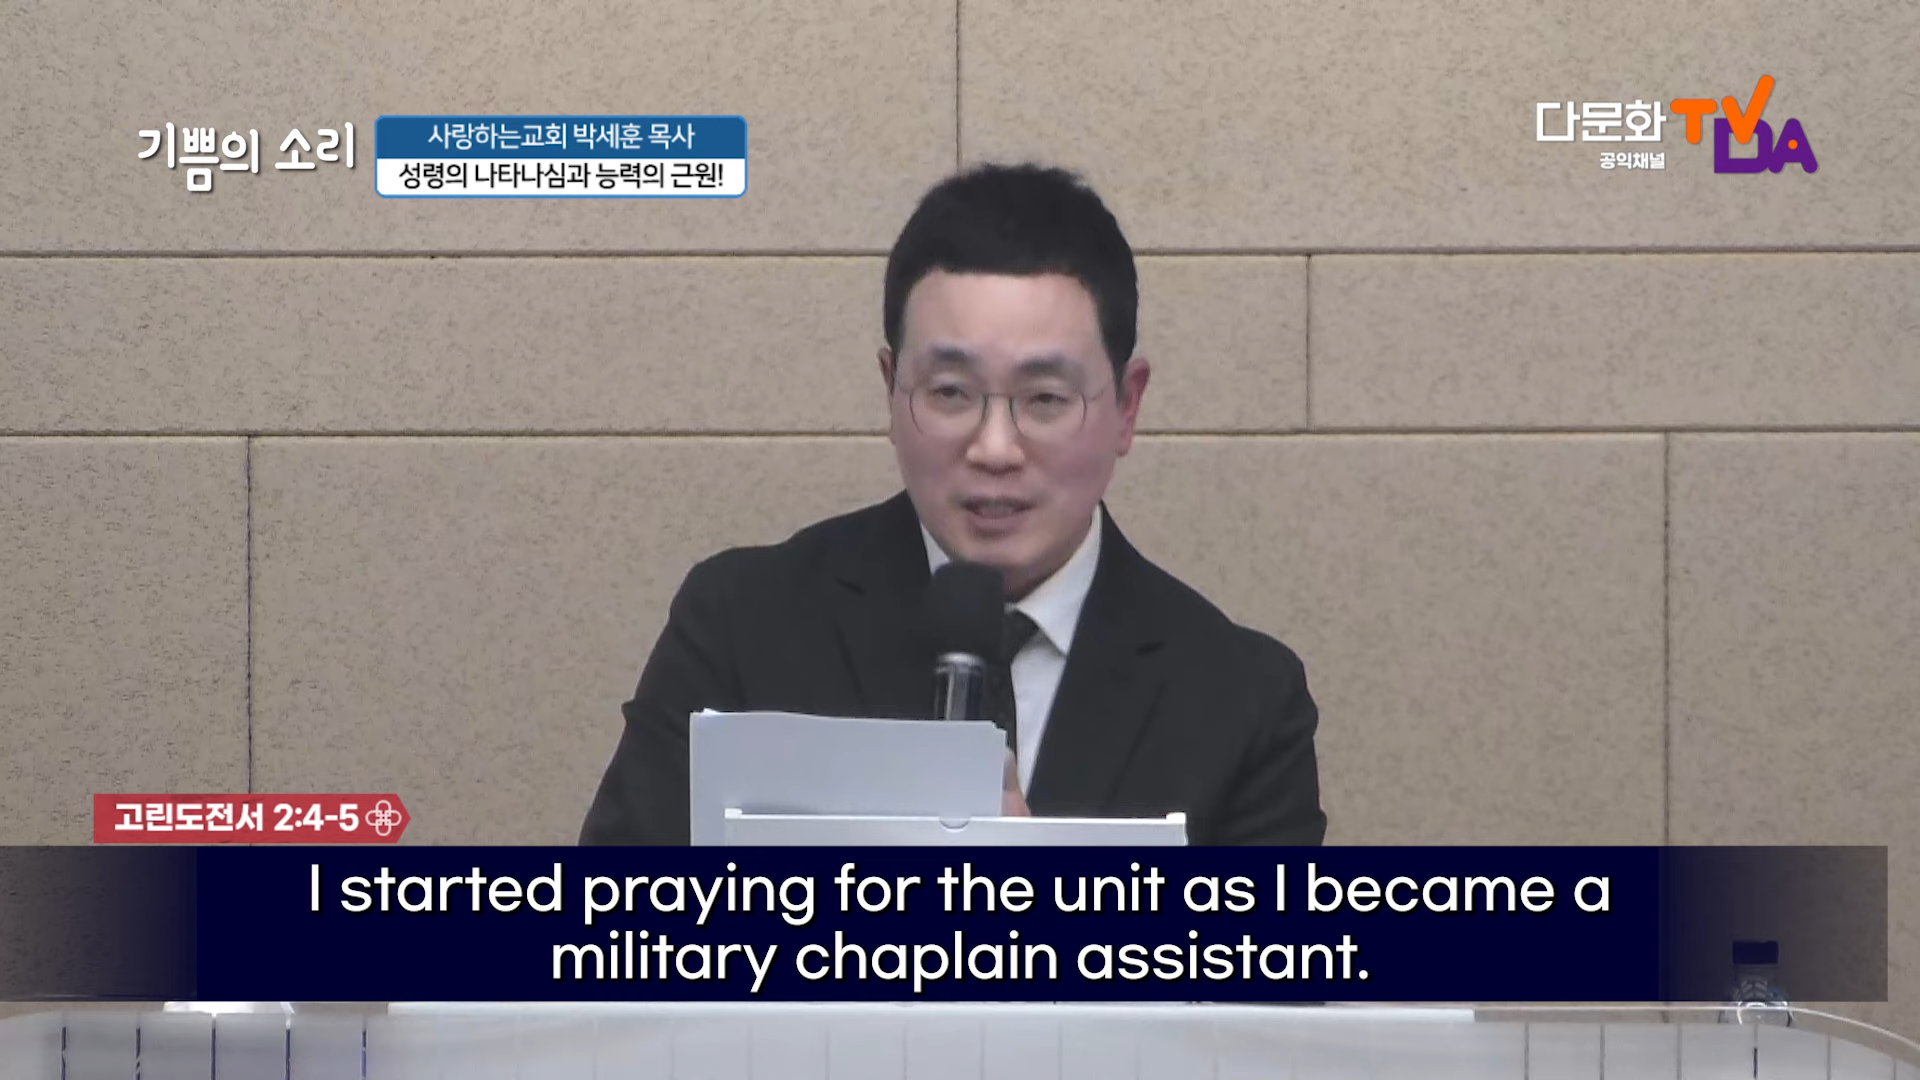 기쁨의 소리
사랑하는교회 박세훈 목사
성령의 나타나심과 능력의 근원!
다문화TV
공익채널
DA
고린도전서 2:4-5
I started praying for the unit as I became a
military chaplain assistant.